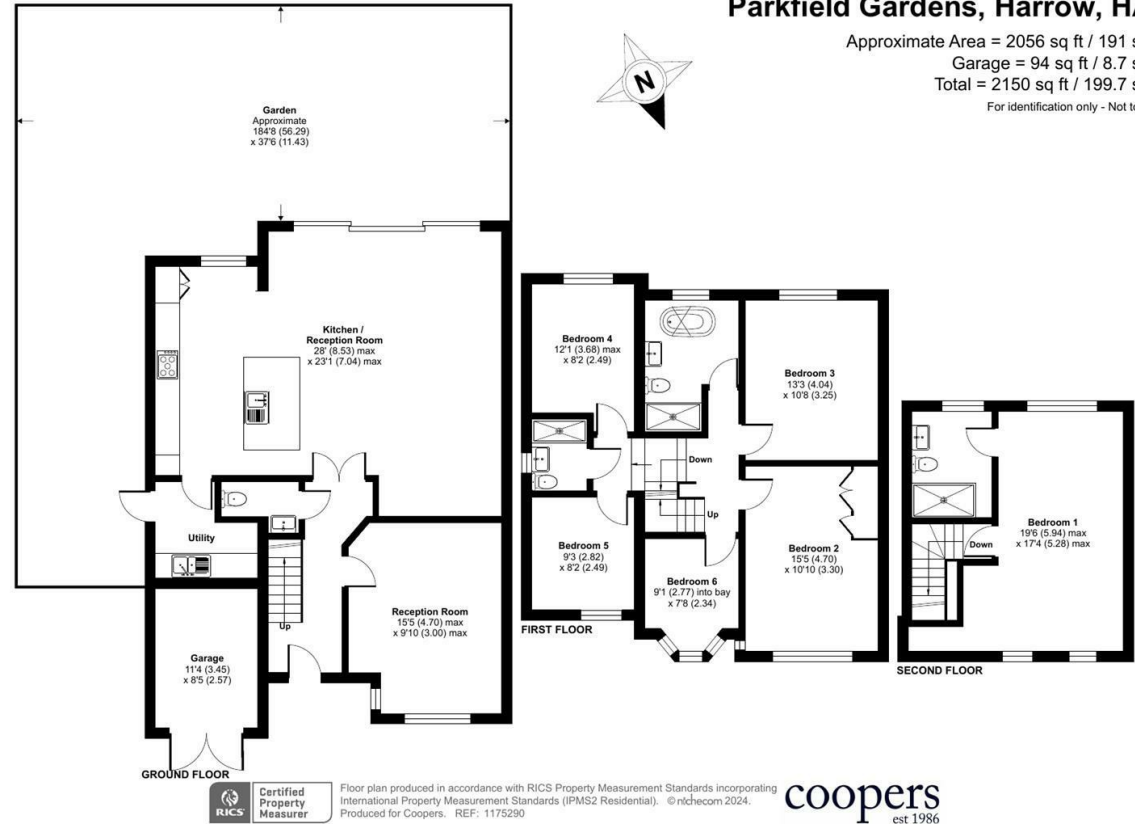 Parkfield Gardens, Harrow,
Approximate Area = 2056 sq ft / 191
Garage = 94 sq ft / 8.7
Total = 2150 sq ft / 199.7
For identification only - Not
N
Garden
Approximate
184'8 (56.29)
x 37'6 (11.43)
Kitchen /
Reception Room
28' (8.53) max
x 23'1 (7.04) max
Utility
Up
Reception Room
15'5 (4.70) max
x 9'10 (3.00) max
Garage
11'4 (3.45)
x 8'5 (2.57)
GROUND FLOOR
Bedroom 4
12'1 (3.68) max
x 8'2 (2.49)
Bedroom 3
13'3 (4.04)
x 10'8 (3.25)
Down
Up
Bedroom 5
9'3 (2.82)
x 8'2 (2.49)
Bedroom 6
9'1 (2.77) into bay
x 7'8 (2.34)
Bedroom 2
15'5 (4.70)
x 10'10 (3.30)
FIRST FLOOR
Bedroom 1
19'6 (5.94) max
x 17'4 (5.28) max
Down
SECOND FLOOR
RICS
Certified
Property
Measurer
Floor plan produced in accordance with RICS Property Measurement Standards incorporating
International Property Measurement Standards (IPMS2 Residential). © ntchecom 2024.
Produced for Coopers. REF: 1175290
coopers
est 1986